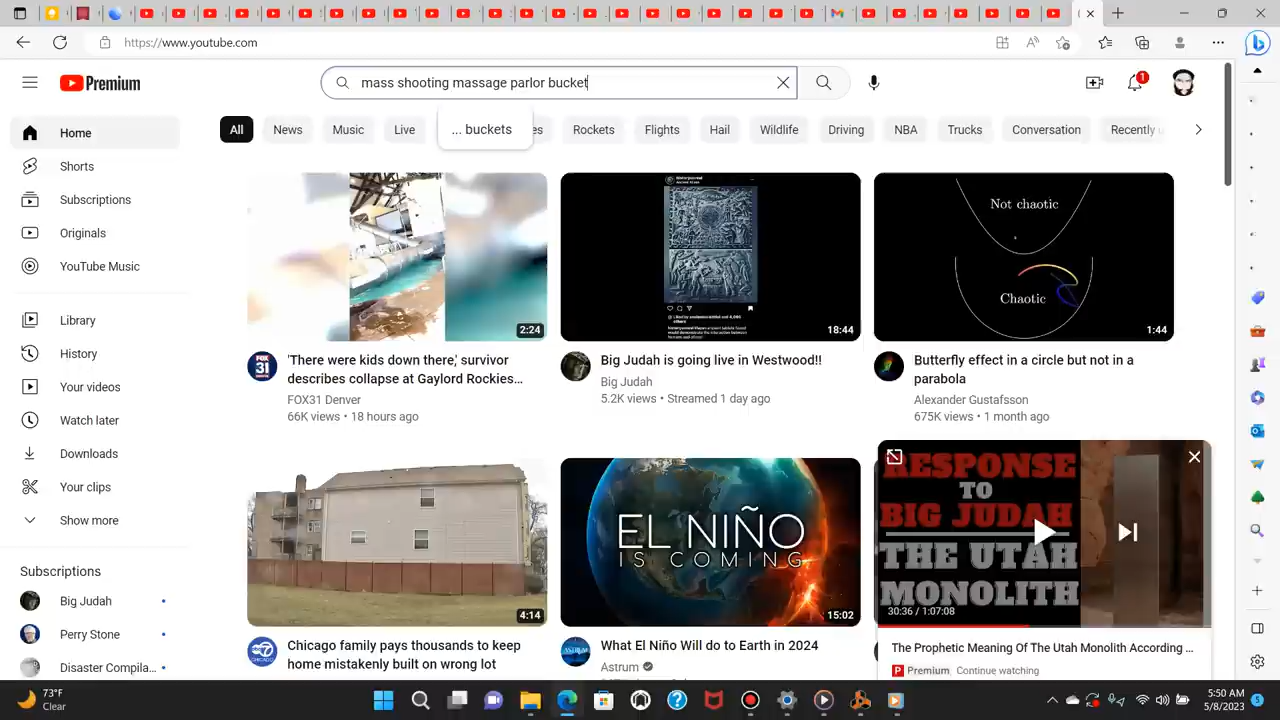 https://www.youtube.com
Premium
mass shooting massage parlor bucket
1
... buckets
Home
Shorts
Subscriptions
Originals
YouTube Music
Library
History
Your videos
Watch later
Downloads
Your clips
Show more
Subscriptions
Big Judah
Perry Stone
Disaster Compila...
All
News
Music
Live
es
Rockets
Flights
Hail
Wildlife
Driving
NBA
Trucks
Conversation
Recently u
2:24
18:44
Not chaotic
Chaotic
1:44
FOX
31
'There were kids down there,' survivor
describes collapse at Gaylord Rockies...
FOX31 Denver
66K views • 18 hours ago
Big Judah is going live in Westwood!!
Big Judah
5.2K views • Streamed 1 day ago
Butterfly effect in a circle but not in a
parabola
Alexander Gustafsson
675K views • 1 month ago
4:14
EL NIÑO
IS COMING
15:02
RESPONSE
TO
BIG JUDAH
THE UTAH
MONOLITH
30:36 / 1:07:08
Chicago family pays thousands to keep
home mistakenly built on wrong lot
What El Niño Will do to Earth in 2024
Astrum
The Prophetic Meaning Of The Utah Monolith According ...
Premium Continue watching
73°F
Clear
5:50 AM
5/8/2023